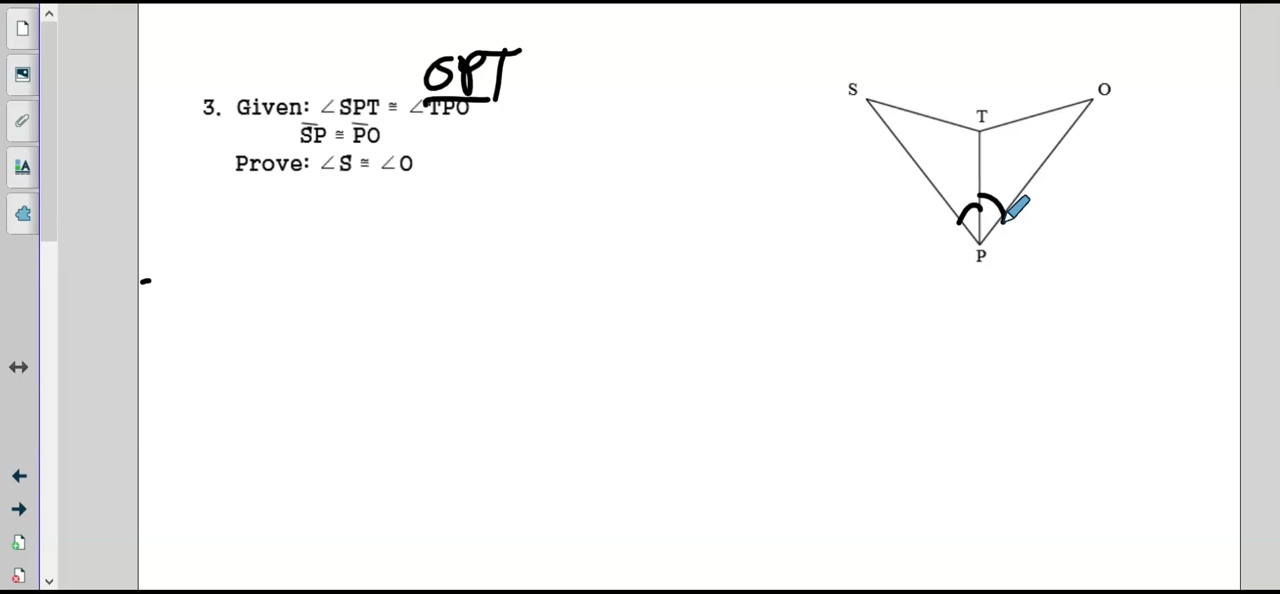 OPT
3. Given: ∠SPT ≅ ∠TPO
SP ≅ PO
Prove: ∠S ≅ ∠O
S
O
T
P